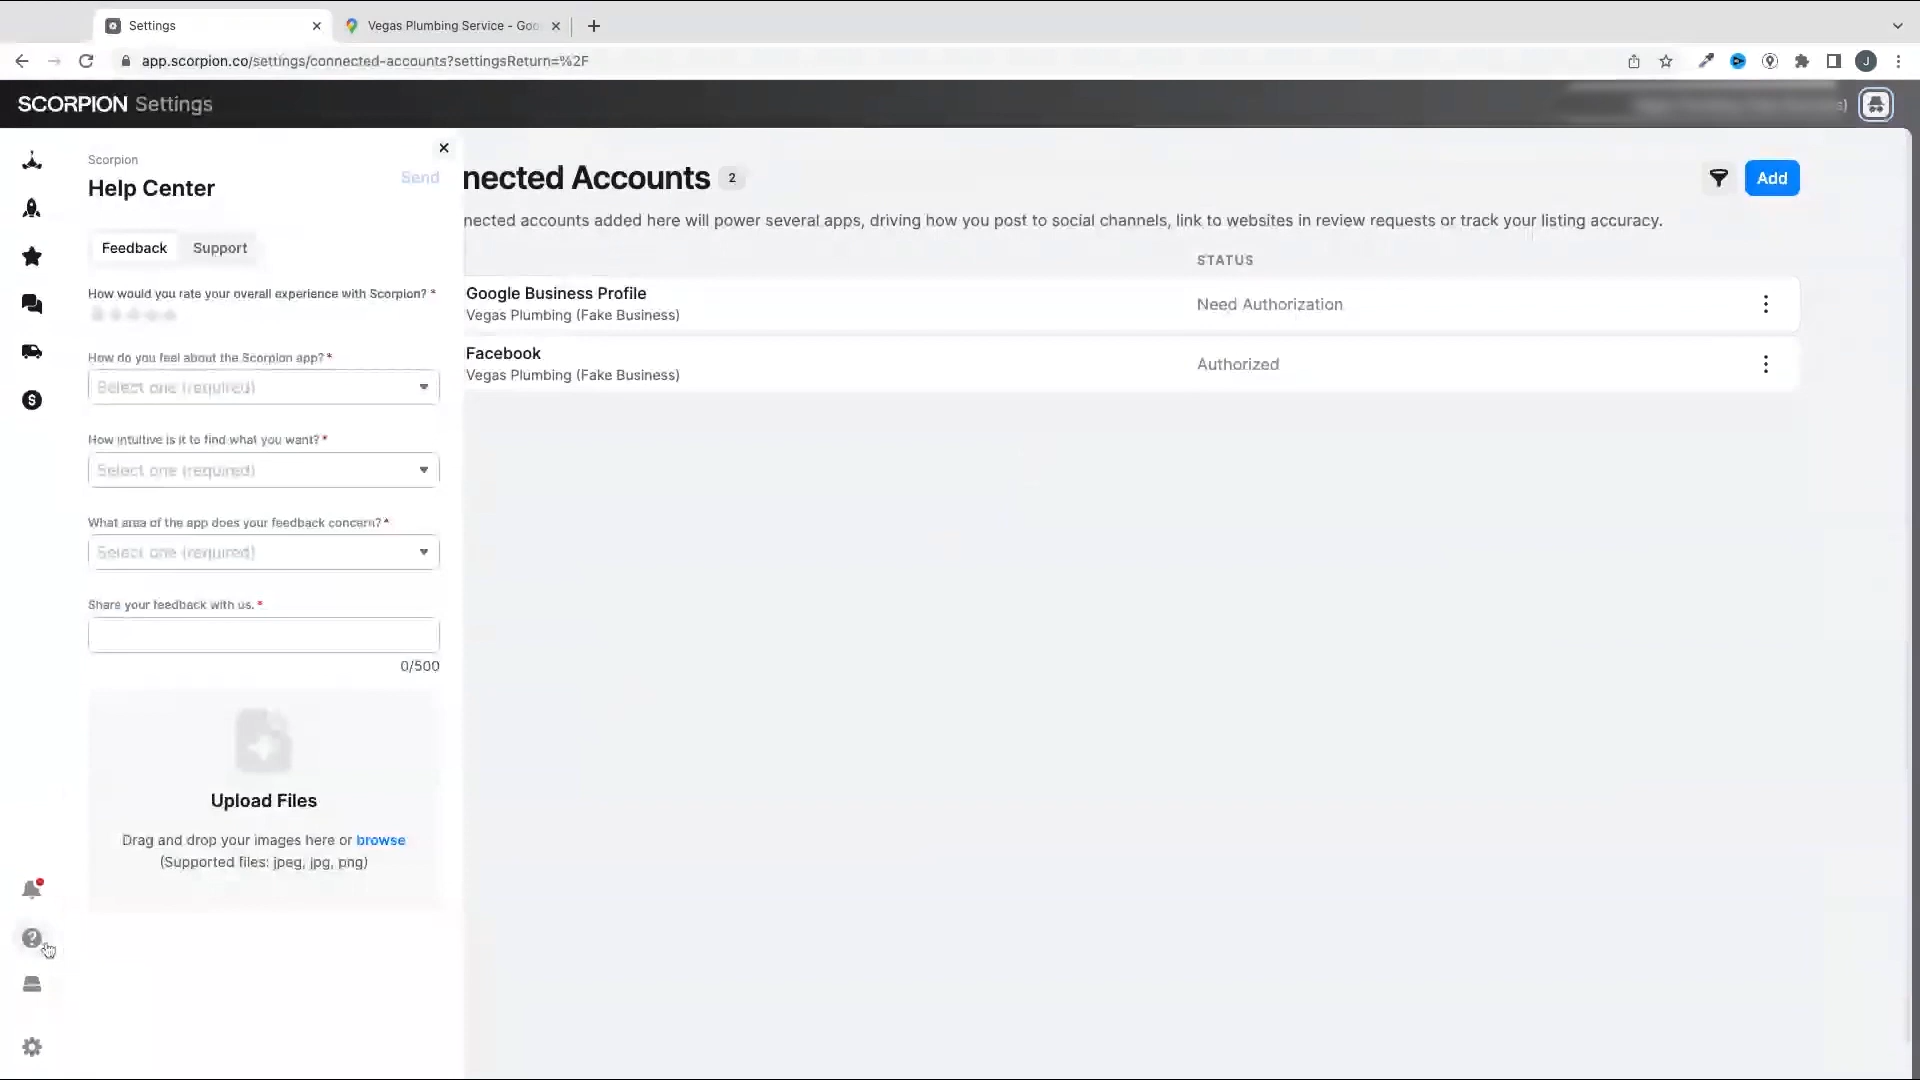 Settings
Vegas Plumbing Service - Goo
app.scorpion.co/settings/connected-accounts?settingsReturn=%2F
J
SCORPION Settings
Scorpion
Help Center
Send
Feedback
Support
How would you rate your overall experience with Scorpion? *
How do you feel about the Scorpion app? *
Select one (required)
How intuitive is it to find what you want? *
Select one (required)
What area of the app does your feedback concern? *
Select one (required)
Share your feedback with us. *
0/500
Upload Files
Drag and drop your images here or browse
(Supported files: jpeg, jpg, png)
nected Accounts 2
Add
nected accounts added here will power several apps, driving how you post to social channels, link to websites in review requests or track your listing accuracy.
STATUS
Google Business Profile
Vegas Plumbing (Fake Business)
Need Authorization
Facebook
Vegas Plumbing (Fake Business)
Authorized